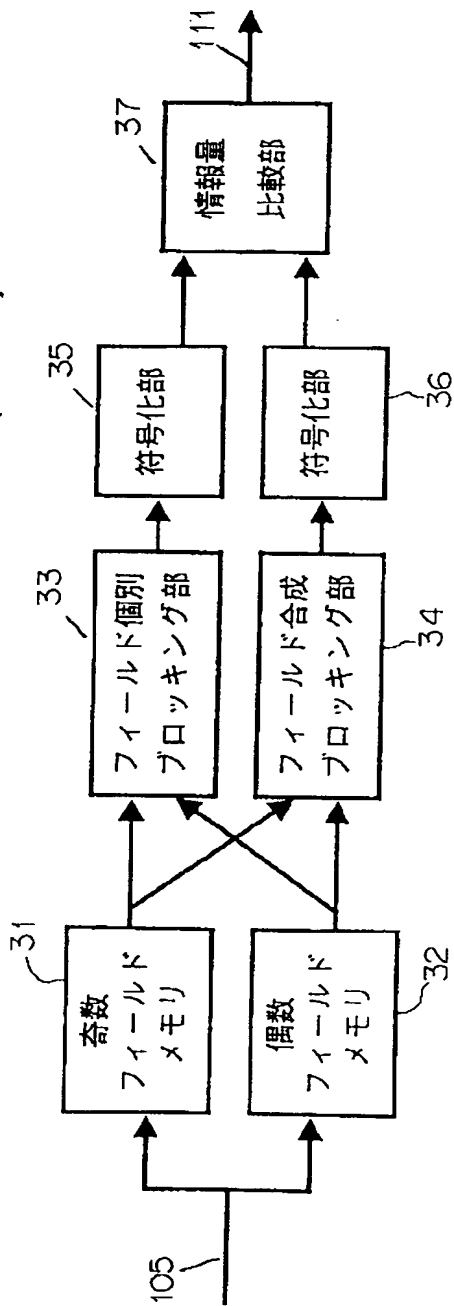 105
31
奇数
フィールド
メモリ
偶数
フィールド
メモリ
32
33
フィールド個別
ブロッキング部
フィールド合成
ブロッキング部
34
35
符号化部
符号化部
36
37
情報量
比較部
111